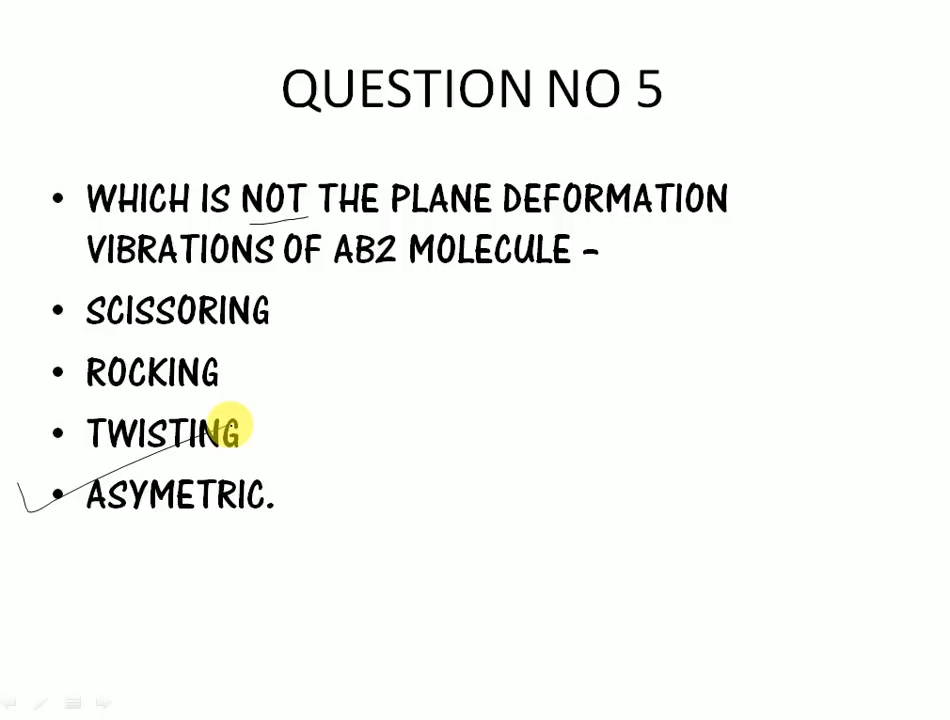 QUESTION NO 5
• WHICH IS NOT THE PLANE DEFORMATION
VIBRATIONS OF AB2 MOLECULE –
• SCISSORING
• ROCKING
• TWISTING
• ASYMETRIC.